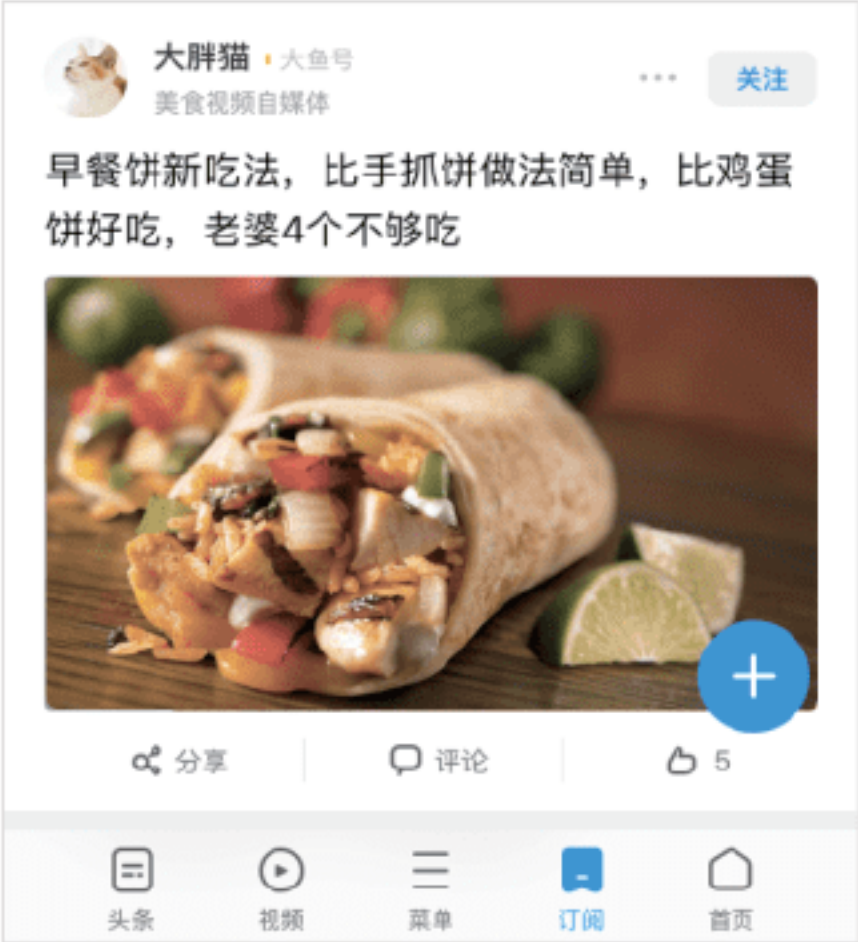 大胖猫 大鱼号
关注
美食视频自媒体
早餐饼新吃法，比手抓饼做法简单，比鸡蛋
饼好吃，老婆4个不够吃
分享 评论 5
头条 视频 菜单 订阅 首页